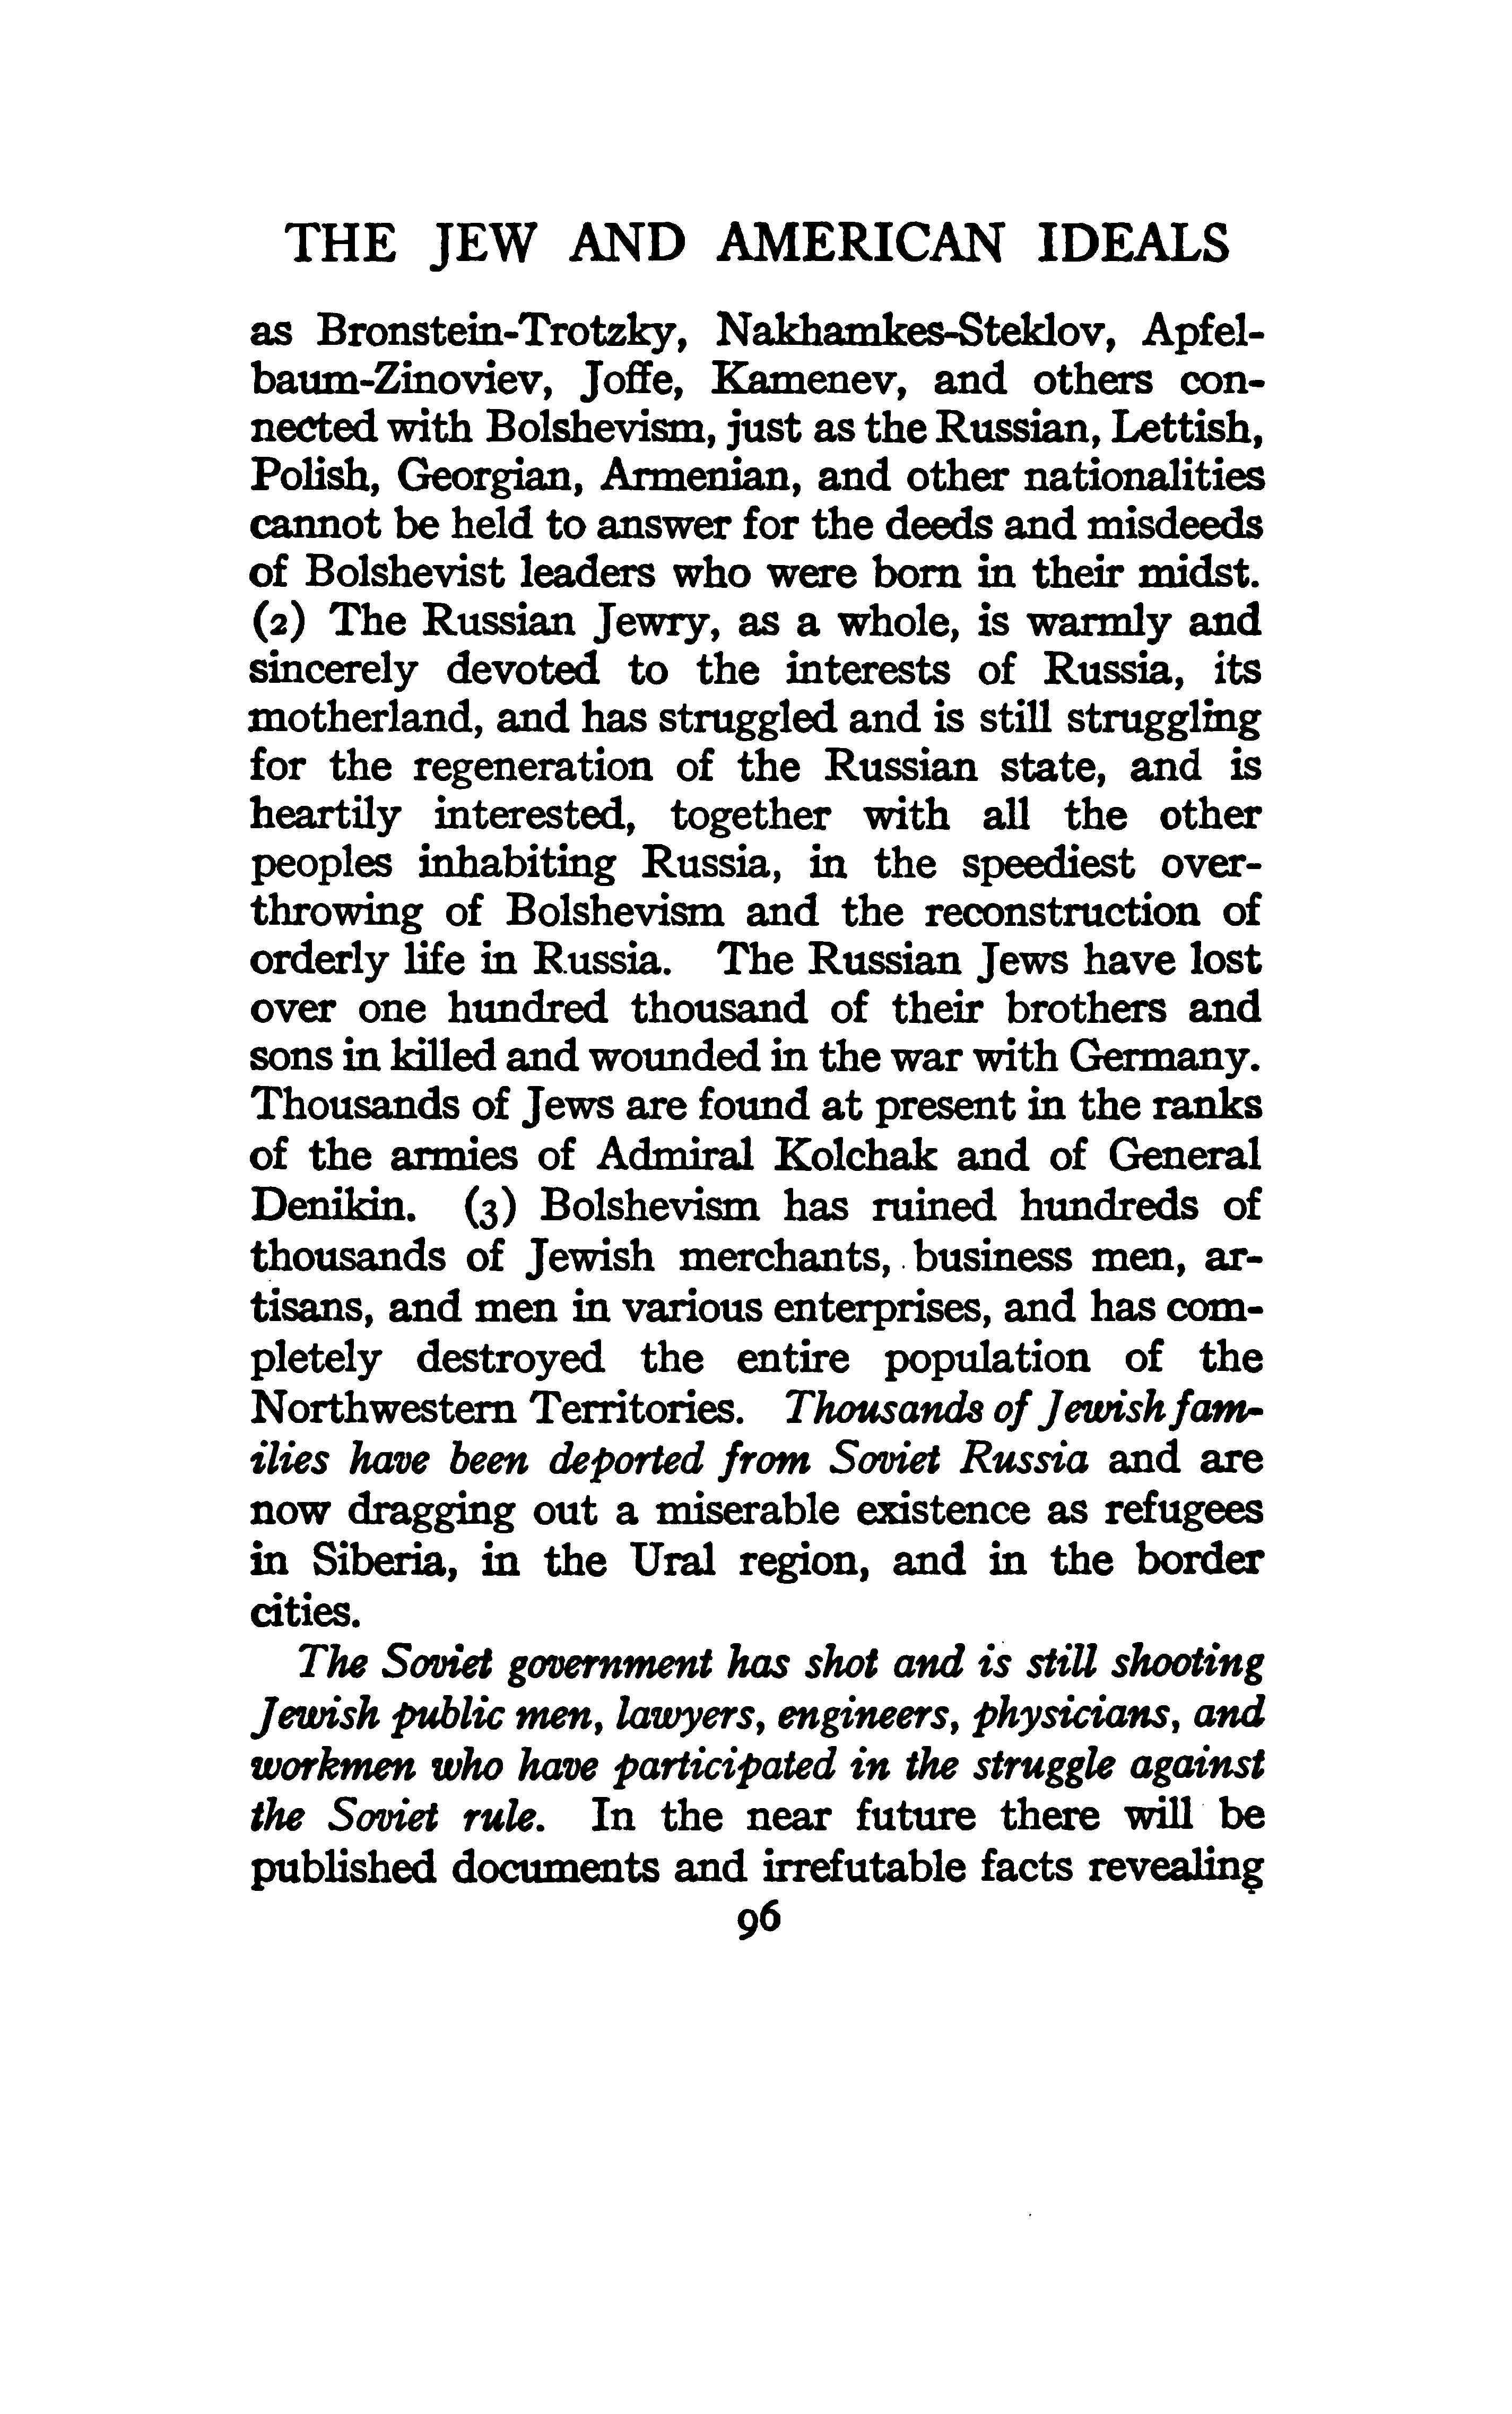 THE JEW AND AMERICAN IDEALS
as Bronstein-Trotzky, Nakhamkes-Steklov, Apfel-
baum-Zinoviev, Joffe, Kamenev, and others con-
nected with Bolshevism, just as the Russian, Lettish,
Polish, Georgian, Armenian, and other nationalities
cannot be held to answer for the deeds and misdeeds
of Bolshevist leaders who were born in their midst.
(2) The Russian Jewry, as a whole, is warmly and
sincerely devoted to the interests of Russia, its
motherland, and has struggled and is still struggling
for the regeneration of the Russian state, and is
heartily interested, together with all the other
peoples inhabiting Russia, in the speediest over-
throwing of Bolshevism and the reconstruction of
orderly life in Russia. The Russian Jews have lost
over one hundred thousand of their brothers and
sons in killed and wounded in the war with Germany.
Thousands of Jews are found at present in the ranks
of the armies of Admiral Kolchak and of General
Denikin. (3) Bolshevism has ruined hundreds of
thousands of Jewish merchants, business men, ar-
tisans, and men in various enterprises, and has com-
pletely destroyed the entire population of the
Northwestern Territories. Thousands of Jewish fam-
ilies have been deported from Soviet Russia and are
now dragging out a miserable existence as refugees
in Siberia, in the Ural region, and in the border
cities.
The Soviet government has shot and is still shooting
Jewish public men, lawyers, engineers, physicians, and
workmen who have participated in the struggle against
the Soviet rule. In the near future there will be
published documents and irrefutable facts revealing
96